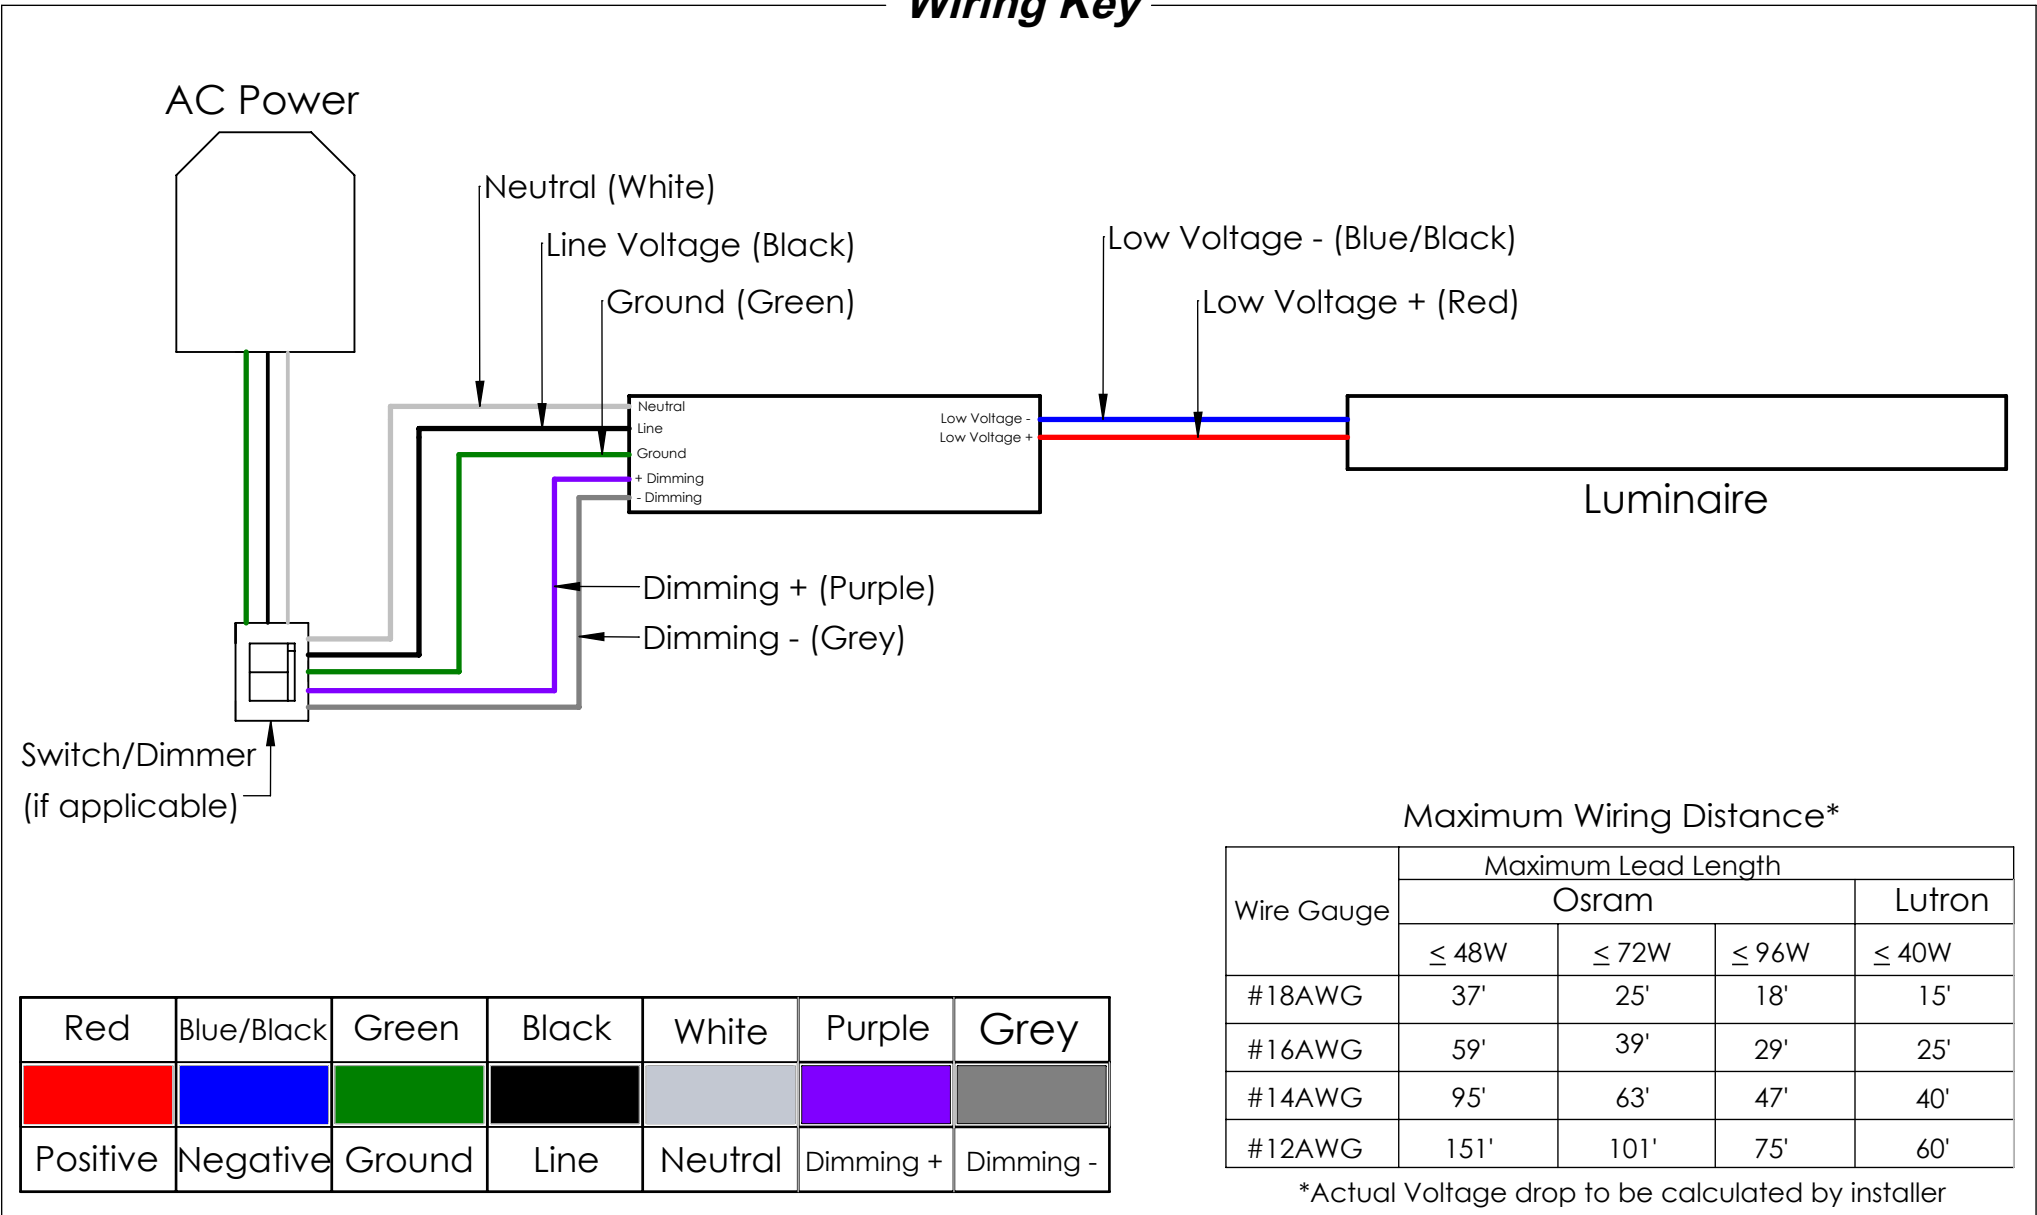 Wiring Key
AC Power
Neutral (White)
Line Voltage (Black)
Ground (Green)
Low Voltage - (Blue/Black)
Low Voltage + (Red)
Neutral
Line
Ground
+ Dimming
- Dimming
Low Voltage -
Low Voltage +
Luminaire
Dimming + (Purple)
Dimming - (Grey)
Switch/Dimmer
(if applicable)
Maximum Wiring Distance*
Wire Gauge Maximum Lead Length
Osram Lutron
≤ 48W ≤ 72W ≤ 96W ≤ 40W
#18AWG 37' 25' 18' 15'
#16AWG 59' 39' 29' 25'
#14AWG 95' 63' 47' 40'
#12AWG 151' 101' 75' 60'
*Actual Voltage drop to be calculated by installer
Red Blue/Black Green Black White Purple Grey
Positive Negative Ground Line Neutral Dimming + Dimming -